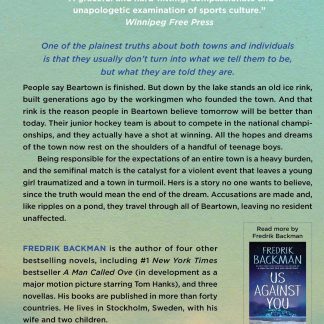 unapologetic examination of sports culture."
Winnipeg Free Press
One of the plainest truths about both towns and individuals
is that they usually don't turn into what we tell them to be,
but what they are told they are.
People say Beartown is finished. But down by the lake stands an old ice rink,
built generations ago by the workingmen who founded the town. And that
rink is the reason people in Beartown believe tomorrow will be better than
today. Their junior hockey team is about to compete in the national champi-
onships, and they actually have a shot at winning. All the hopes and dreams
of the town now rest on the shoulders of a handful of teenage boys.
Being responsible for the expectations of an entire town is a heavy burden,
and the semifinal match is the catalyst for a violent event that leaves a young
girl traumatized and a town in turmoil. Hers is a story no one wants to believe,
since the truth would mean the end of the dream. Accusations are made and,
like ripples on a pond, they travel through all of Beartown, leaving no resident
unaffected.
FREDRIK BACKMAN is the author of four other
bestselling novels, including #1 New York Times
bestseller A Man Called Ove (in development as a
major motion picture starring Tom Hanks), and three
novellas. His books are published in more than forty
countries. He lives in Stockholm, Sweden, with his
wife and two children.
Read more by
Fredrik Backman
FREDRIK
BACKMAN
US
AGAINST
YOU